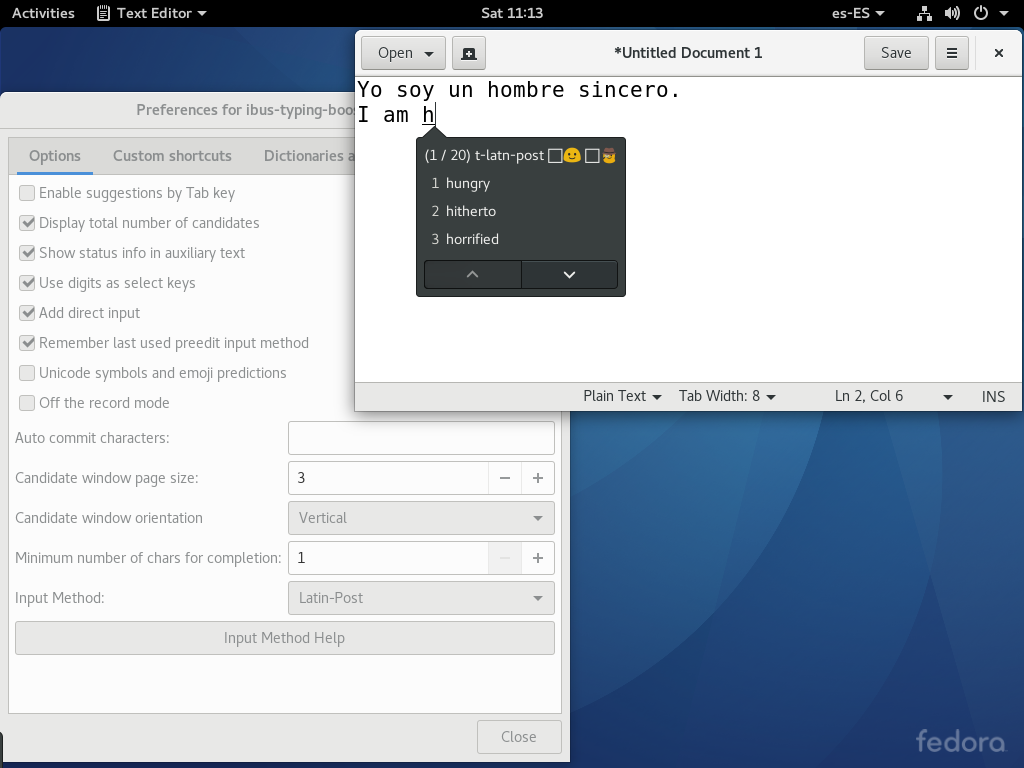 Activities Text Editor Sat 11:13 es-ES
Open *Untitled Document 1 Save
Yo soy un hombre sincero.
I am h
(1 / 20) t-latn-post
1 hungry
2 hitherto
3 horrified
Plain Text Tab Width: 8 Ln 2, Col 6 INS
Preferences for ibus-typing-boo
Options Custom shortcuts Dictionaries a
Enable suggestions by Tab key
Display total number of candidates
Show status info in auxiliary text
Use digits as select keys
Add direct input
Remember last used preedit input method
Unicode symbols and emoji predictions
Off the record mode
Auto commit characters:
Candidate window page size: 3
Candidate window orientation Vertical
Minimum number of chars for completion: 1
Input Method: Latin-Post
Input Method Help
Close
fedora